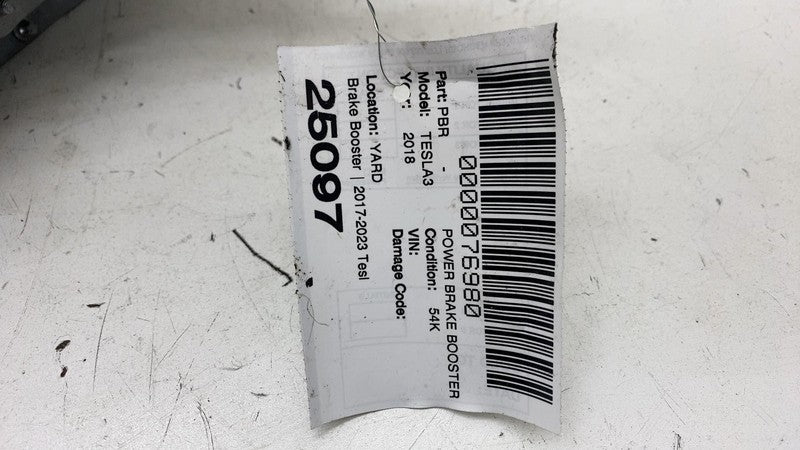 0000076980
Part: PBR - POWER BRAKE BOOSTER
Model: TESLA3 Condition: 54K
Year: 2018 VIN:
Damage Code:
Location: YARD
Brake Booster | 2017-2023 Tesl
25097